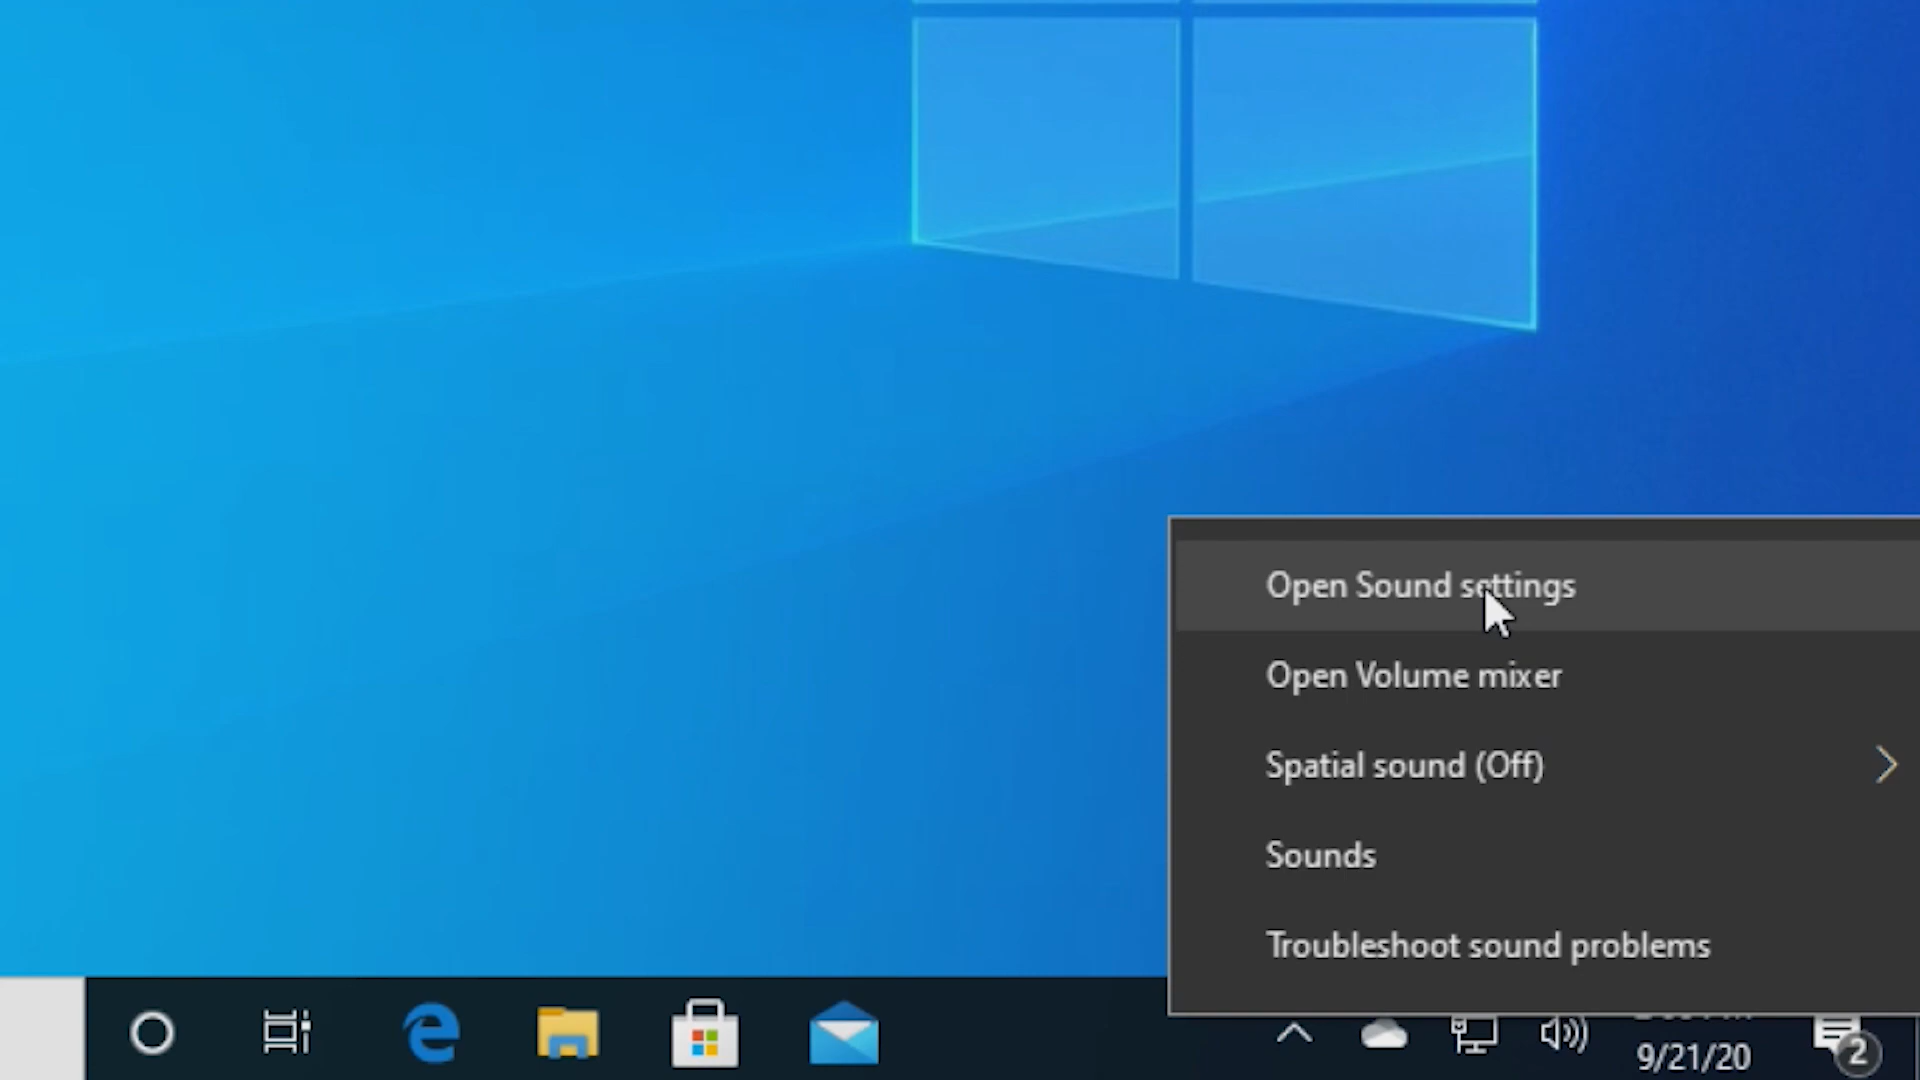 Open Sound settings
Open Volume mixer
Spatial sound (Off)
Sounds
Troubleshoot sound problems
9/21/20
2